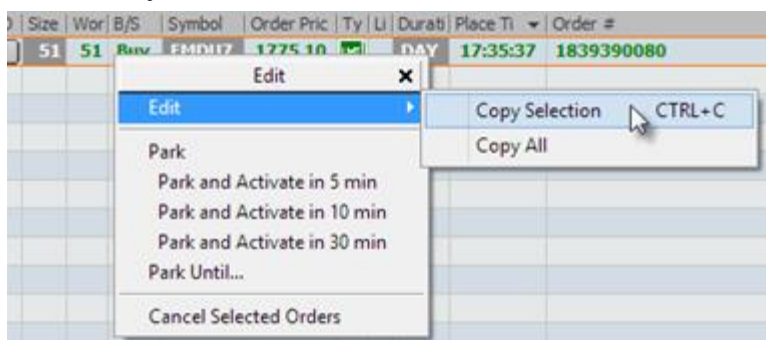 Size Wor B/S Symbol Order Pric Ty Li Durati Place Ti Order #
51 51 Buy EMDU7 1775.10 DAY 17:35:37 1839390080
Edit
Edit
Copy Selection CTRL+C
Copy All
Park
Park and Activate in 5 min
Park and Activate in 10 min
Park and Activate in 30 min
Park Until...
Cancel Selected Orders